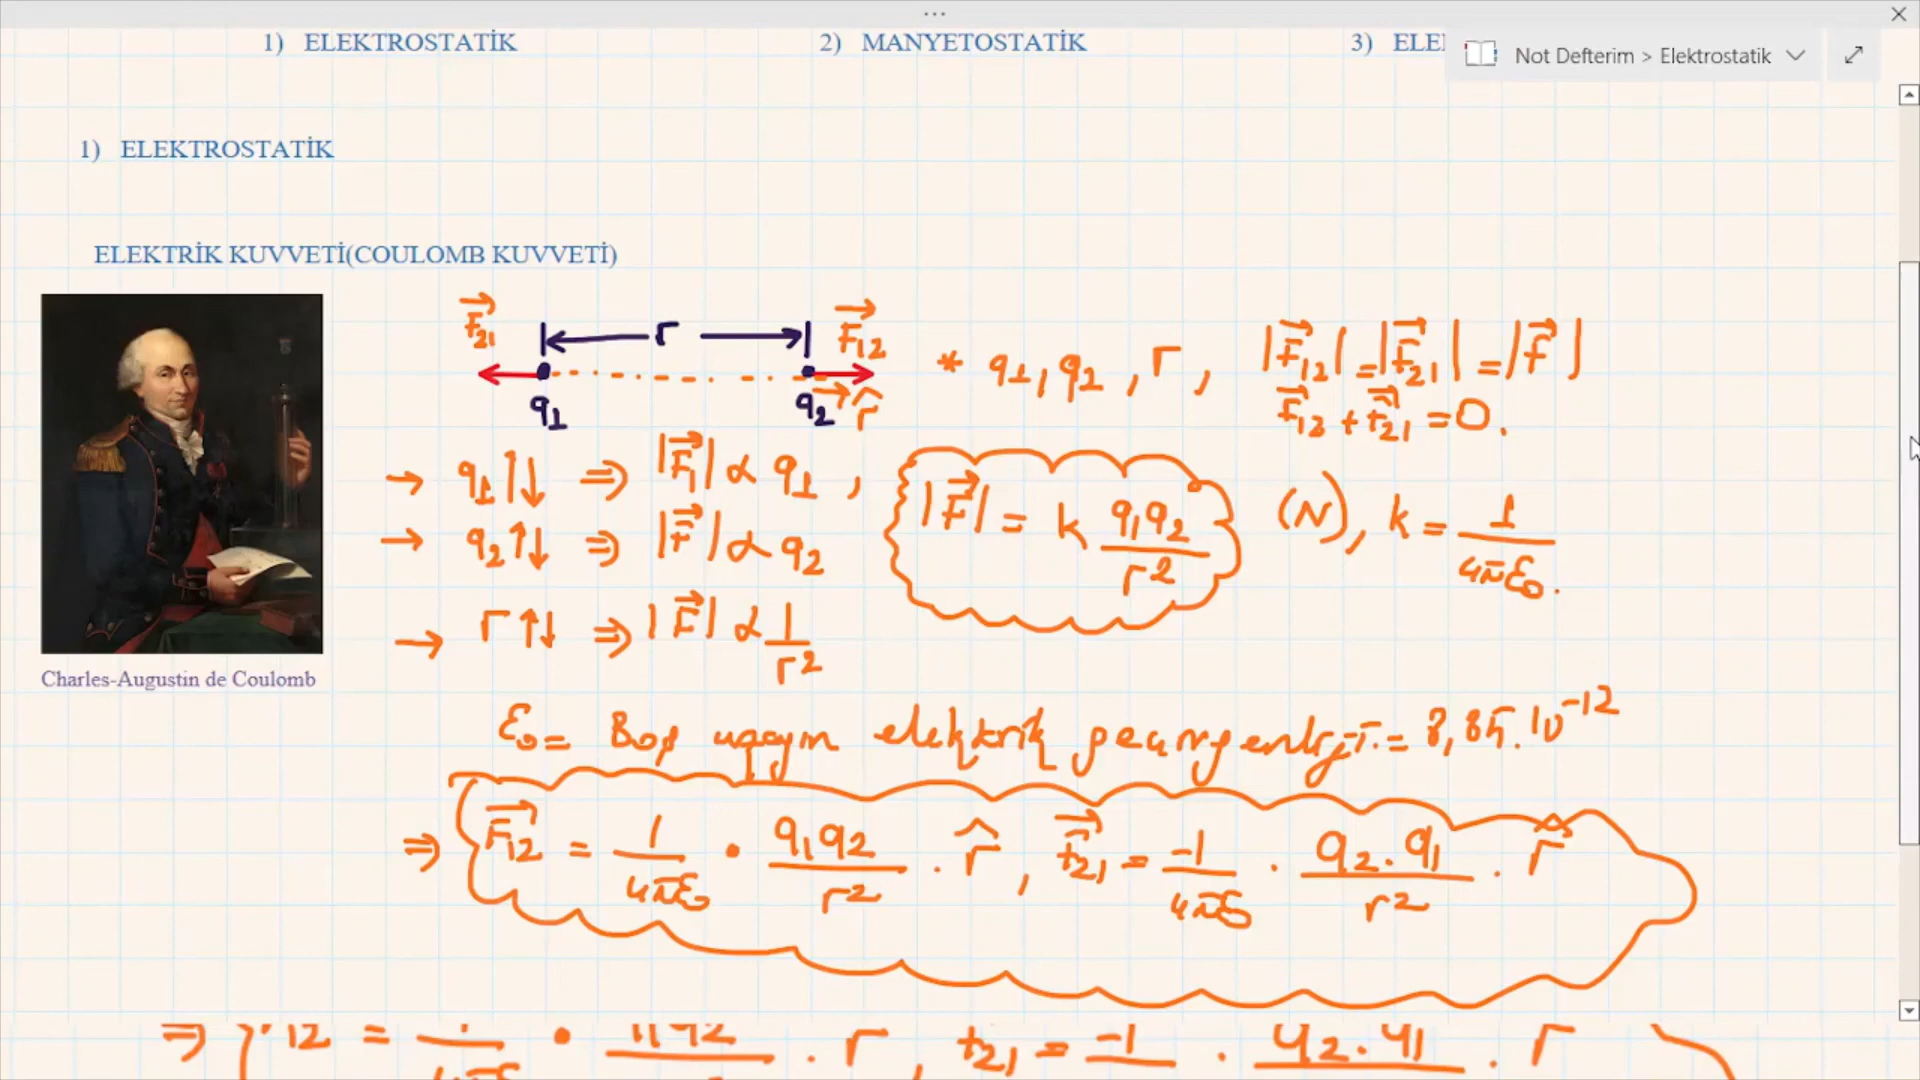 1) ELEKTROSTATİK 2) MANYETOSTATİK 3) ELE
Not Defterim > Elektrostatik
1) ELEKTROSTATİK
ELEKTRİK KUVVETİ(COULOMB KUVVETİ)
F₂₁ r F₁₂
q₁ q₂ r̂
* q₁, q₂, r, |F₁₂| = |F₂₁| = |F|
F₁₂ + F₂₁ = 0.
→ q₁ ↑↓ ⇒ |F| ∝ q₁,
→ q₂ ↑↓ ⇒ |F| ∝ q₂
→ r ↑↓ ⇒ |F| ∝ 1/r²
|F| = k q₁q₂/r² (N), k = 1/4πε₀.
Charles-Augustin de Coulomb
ε₀ = Boş uzayın elektrik = 8,85.10⁻¹²
⇒ F₁₂ = 1/4πε₀ · q₁q₂/r² . r̂, F₂₁ = -1/4πε₀ . q₂.q₁/r² . r̂